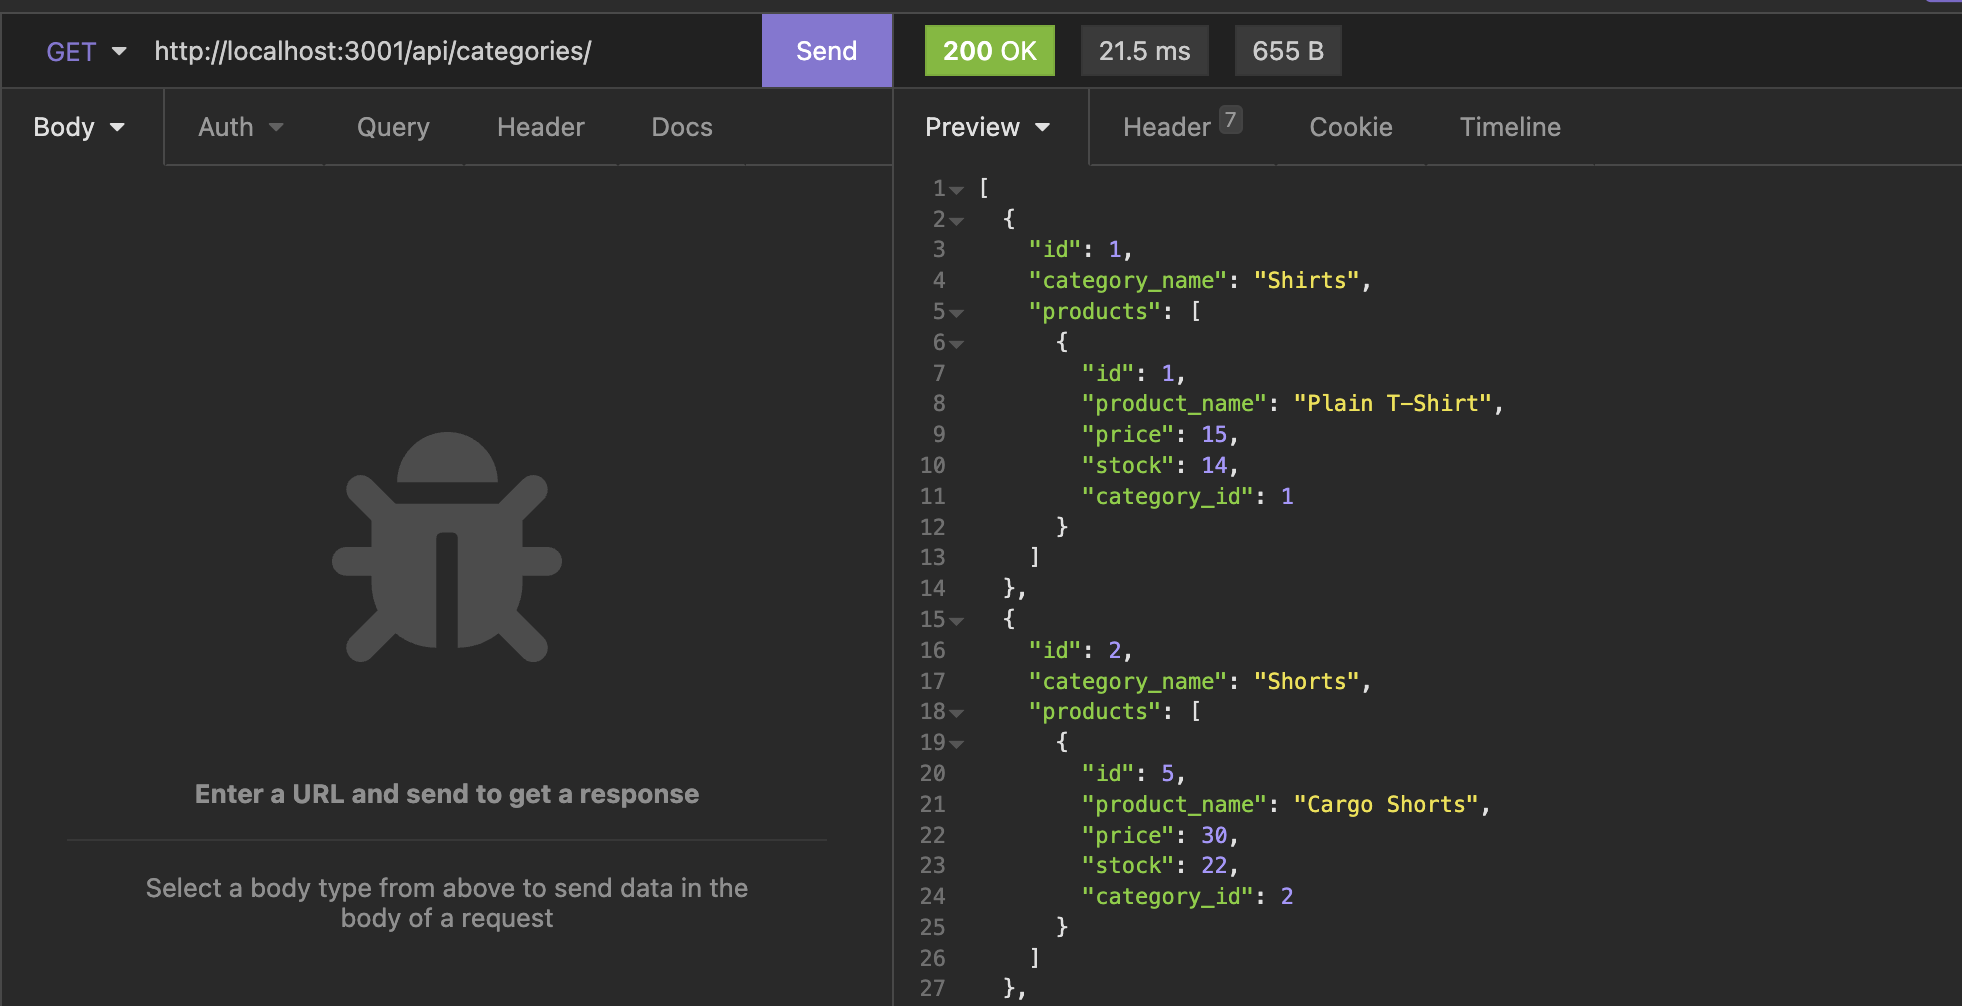 GET http://localhost:3001/api/categories/ Send
200 OK 21.5 ms 655 B
Body Auth Query Header Docs
Preview Header 7 Cookie Timeline
Enter a URL and send to get a response
Select a body type from above to send data in the
body of a request
1 [
2 {
3 "id": 1,
4 "category_name": "Shirts",
5 "products": [
6 {
7 "id": 1,
8 "product_name": "Plain T-Shirt",
9 "price": 15,
10 "stock": 14,
11 "category_id": 1
12 }
13 ]
14 },
15 {
16 "id": 2,
17 "category_name": "Shorts",
18 "products": [
19 {
20 "id": 5,
21 "product_name": "Cargo Shorts",
22 "price": 30,
23 "stock": 22,
24 "category_id": 2
25 }
26 ]
27 },